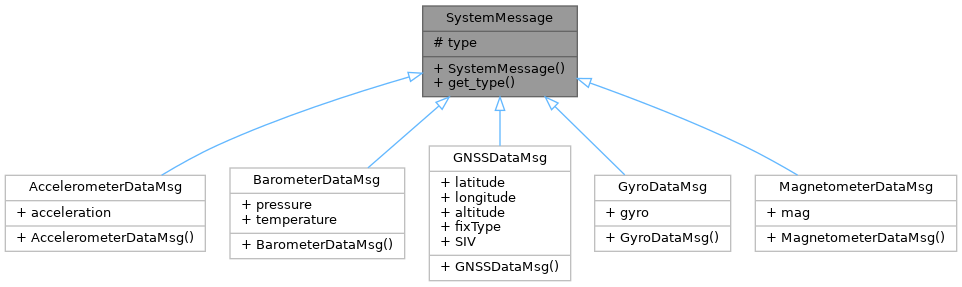 SystemMessage
# type
+ SystemMessage()
+ get_type()
AccelerometerDataMsg
+ acceleration
+ AccelerometerDataMsg()
BarometerDataMsg
+ pressure
+ temperature
+ BarometerDataMsg()
GNSSDataMsg
+ latitude
+ longitude
+ altitude
+ fixType
+ SIV
+ GNSSDataMsg()
GyroDataMsg
+ gyro
+ GyroDataMsg()
MagnetometerDataMsg
+ mag
+ MagnetometerDataMsg()